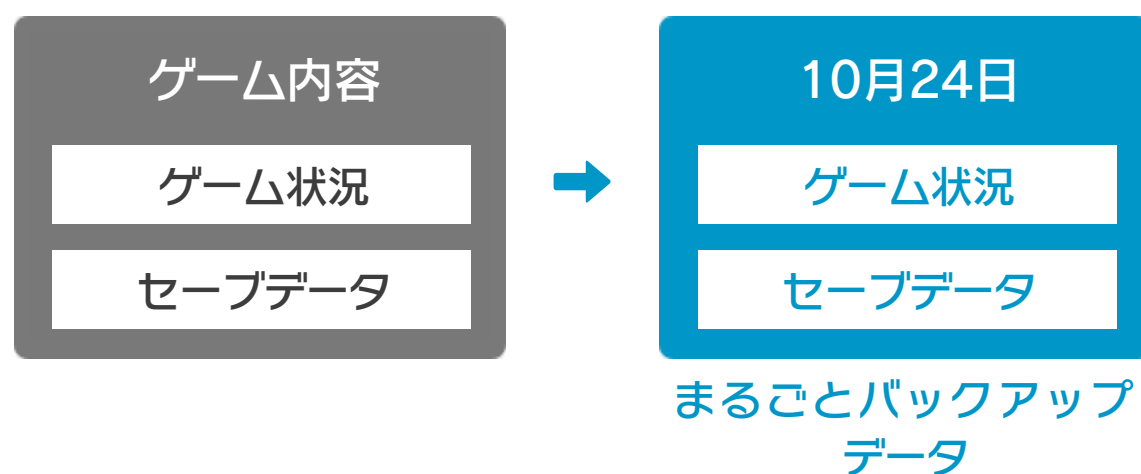 ゲーム内容
ゲーム状況
セーブデータ
10月24日
ゲーム状況
セーブデータ
まるごとバックアップ
データ